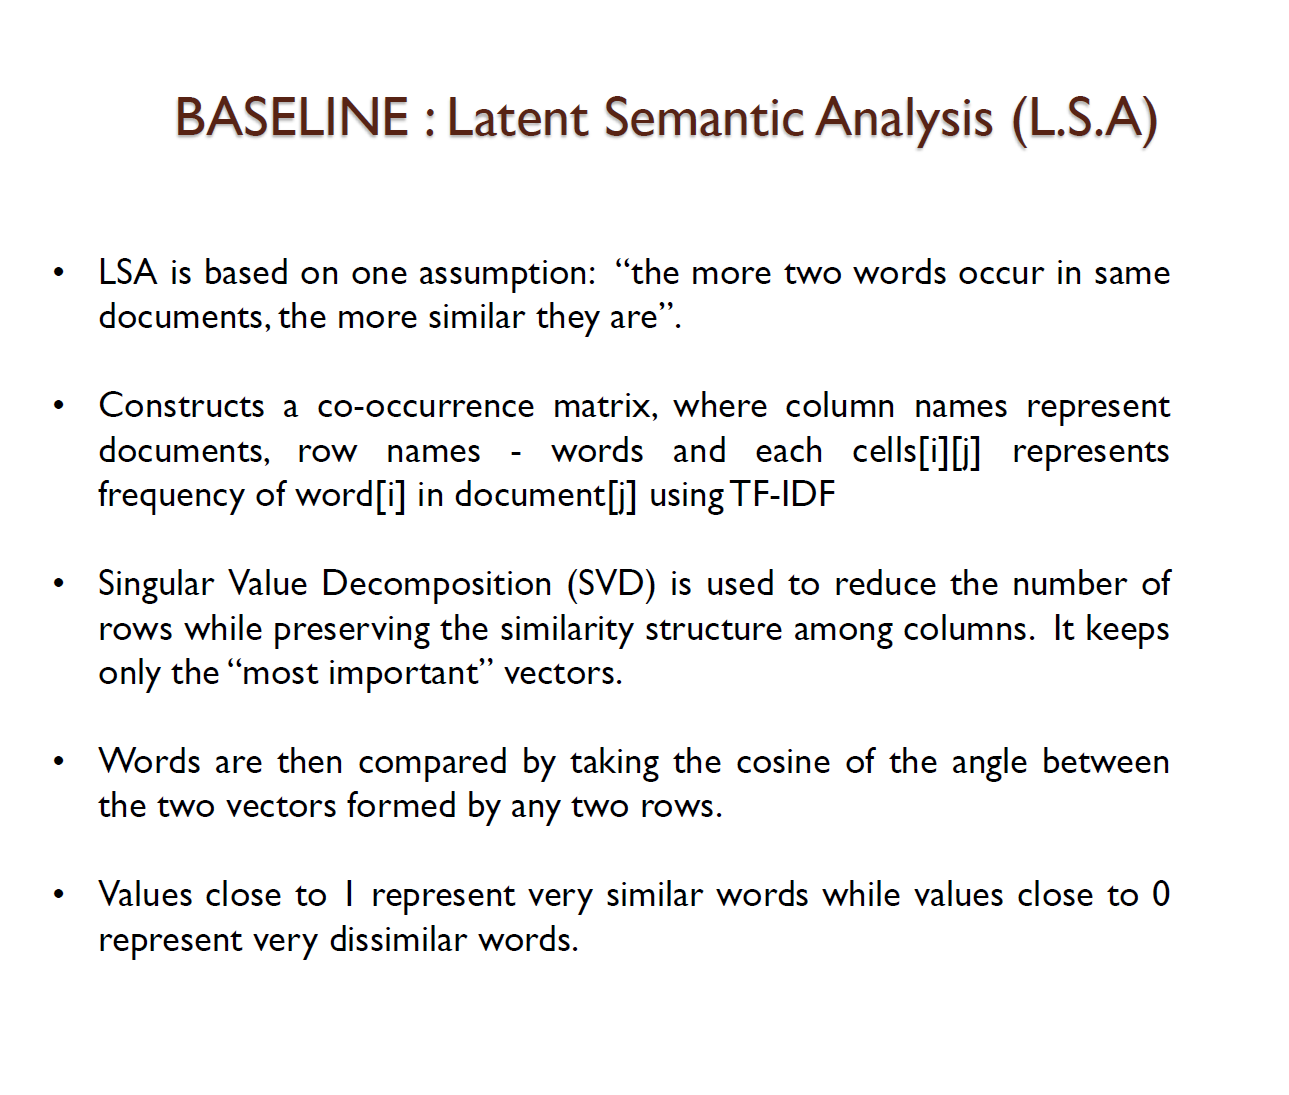 BASELINE : Latent Semantic Analysis (L.S.A)
• LSA is based on one assumption: “the more two words occur in same
documents, the more similar they are”.
• Constructs a co-occurrence matrix, where column names represent
documents, row names - words and each cells[i][j] represents
frequency of word[i] in document[j] using TF-IDF
• Singular Value Decomposition (SVD) is used to reduce the number of
rows while preserving the similarity structure among columns. It keeps
only the “most important” vectors.
• Words are then compared by taking the cosine of the angle between
the two vectors formed by any two rows.
• Values close to 1 represent very similar words while values close to 0
represent very dissimilar words.